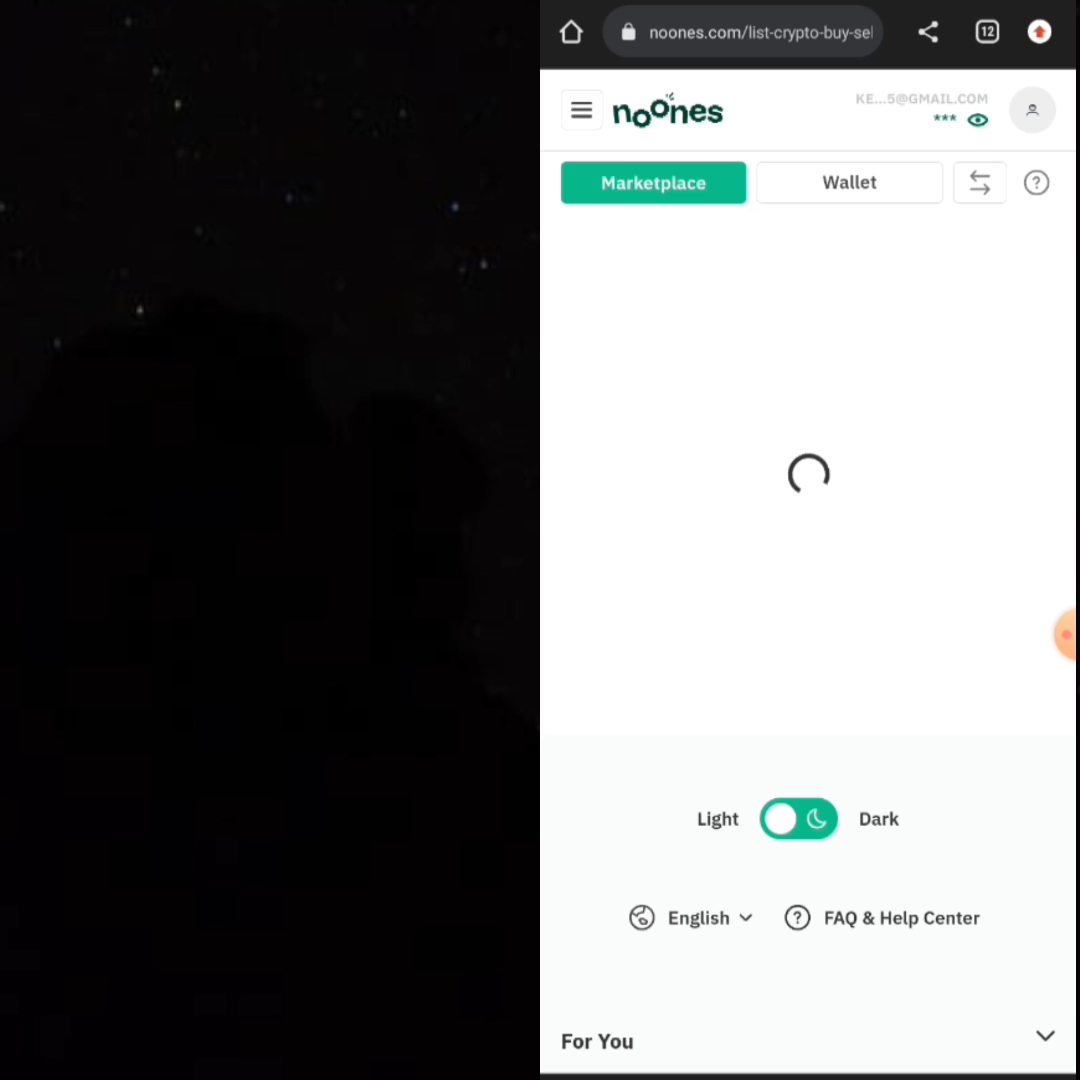 noones.com/list-crypto-buy-sel
12
noones
KE...5@GMAIL.COM
***
Marketplace
Wallet
Light
Dark
English
FAQ & Help Center
For You